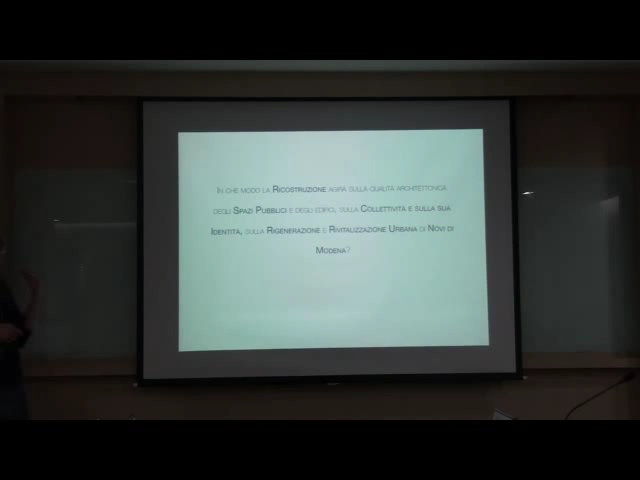 In che modo la Ricostruzione agirà sulla qualità architettonica
degli Spazi Pubblici e degli edifici, sulla Collettività e sulla sua
Identità, sulla Rigenerazione e Rivitalizzazione Urbana di Novi di
Modena?